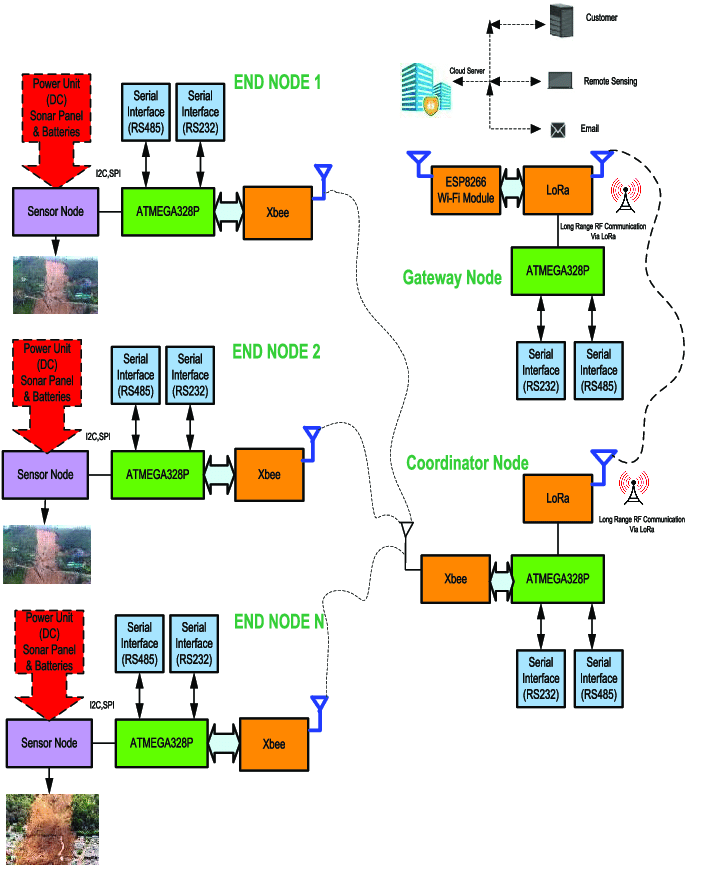 Customer
Cloud Server
Remote Sensing
Email
END NODE 1
Power Unit
(DC)
Sonar Panel
& Batteries
Serial
Interface
(RS485)
Serial
Interface
(RS232)
I2C,SPI
Sensor Node
ATMEGA328P
Xbee
ESP8266
Wi-Fi Module
LoRa
Long Range RF Communication
Via LoRa
Gateway Node
ATMEGA328P
Serial
Interface
(RS232)
Serial
Interface
(RS485)
END NODE 2
Power Unit
(DC)
Sonar Panel
& Batteries
Serial
Interface
(RS485)
Serial
Interface
(RS232)
I2C,SPI
Sensor Node
ATMEGA328P
Xbee
Coordinator Node
LoRa
Long Range RF Communication
Via LoRa
Xbee
ATMEGA328P
Serial
Interface
(RS232)
Serial
Interface
(RS485)
END NODE N
Power Unit
(DC)
Sonar Panel
& Batteries
Serial
Interface
(RS485)
Serial
Interface
(RS232)
I2C,SPI
Sensor Node
ATMEGA328P
Xbee